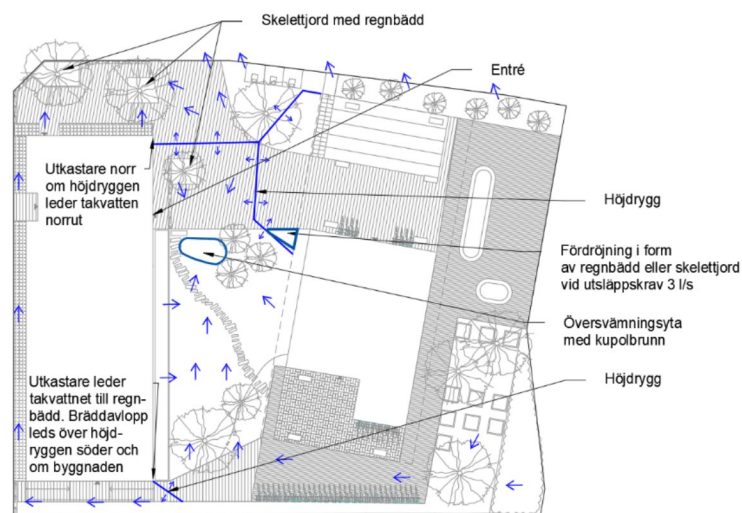 Skelettjord med regnbädd
Entré
Utkastare norr
om höjdryggen
leder takvatten
norrut
Höjdrygg
Fördröjning i form
av regnbädd eller skelettjord
vid utsläppskrav 3 l/s
Översvämningsyta
med kupolbrunn
Höjdrygg
Utkastare leder
takvattnet till regn-
bädd. Bräddavlopp
leds över höjd-
ryggen söder och
om byggnaden